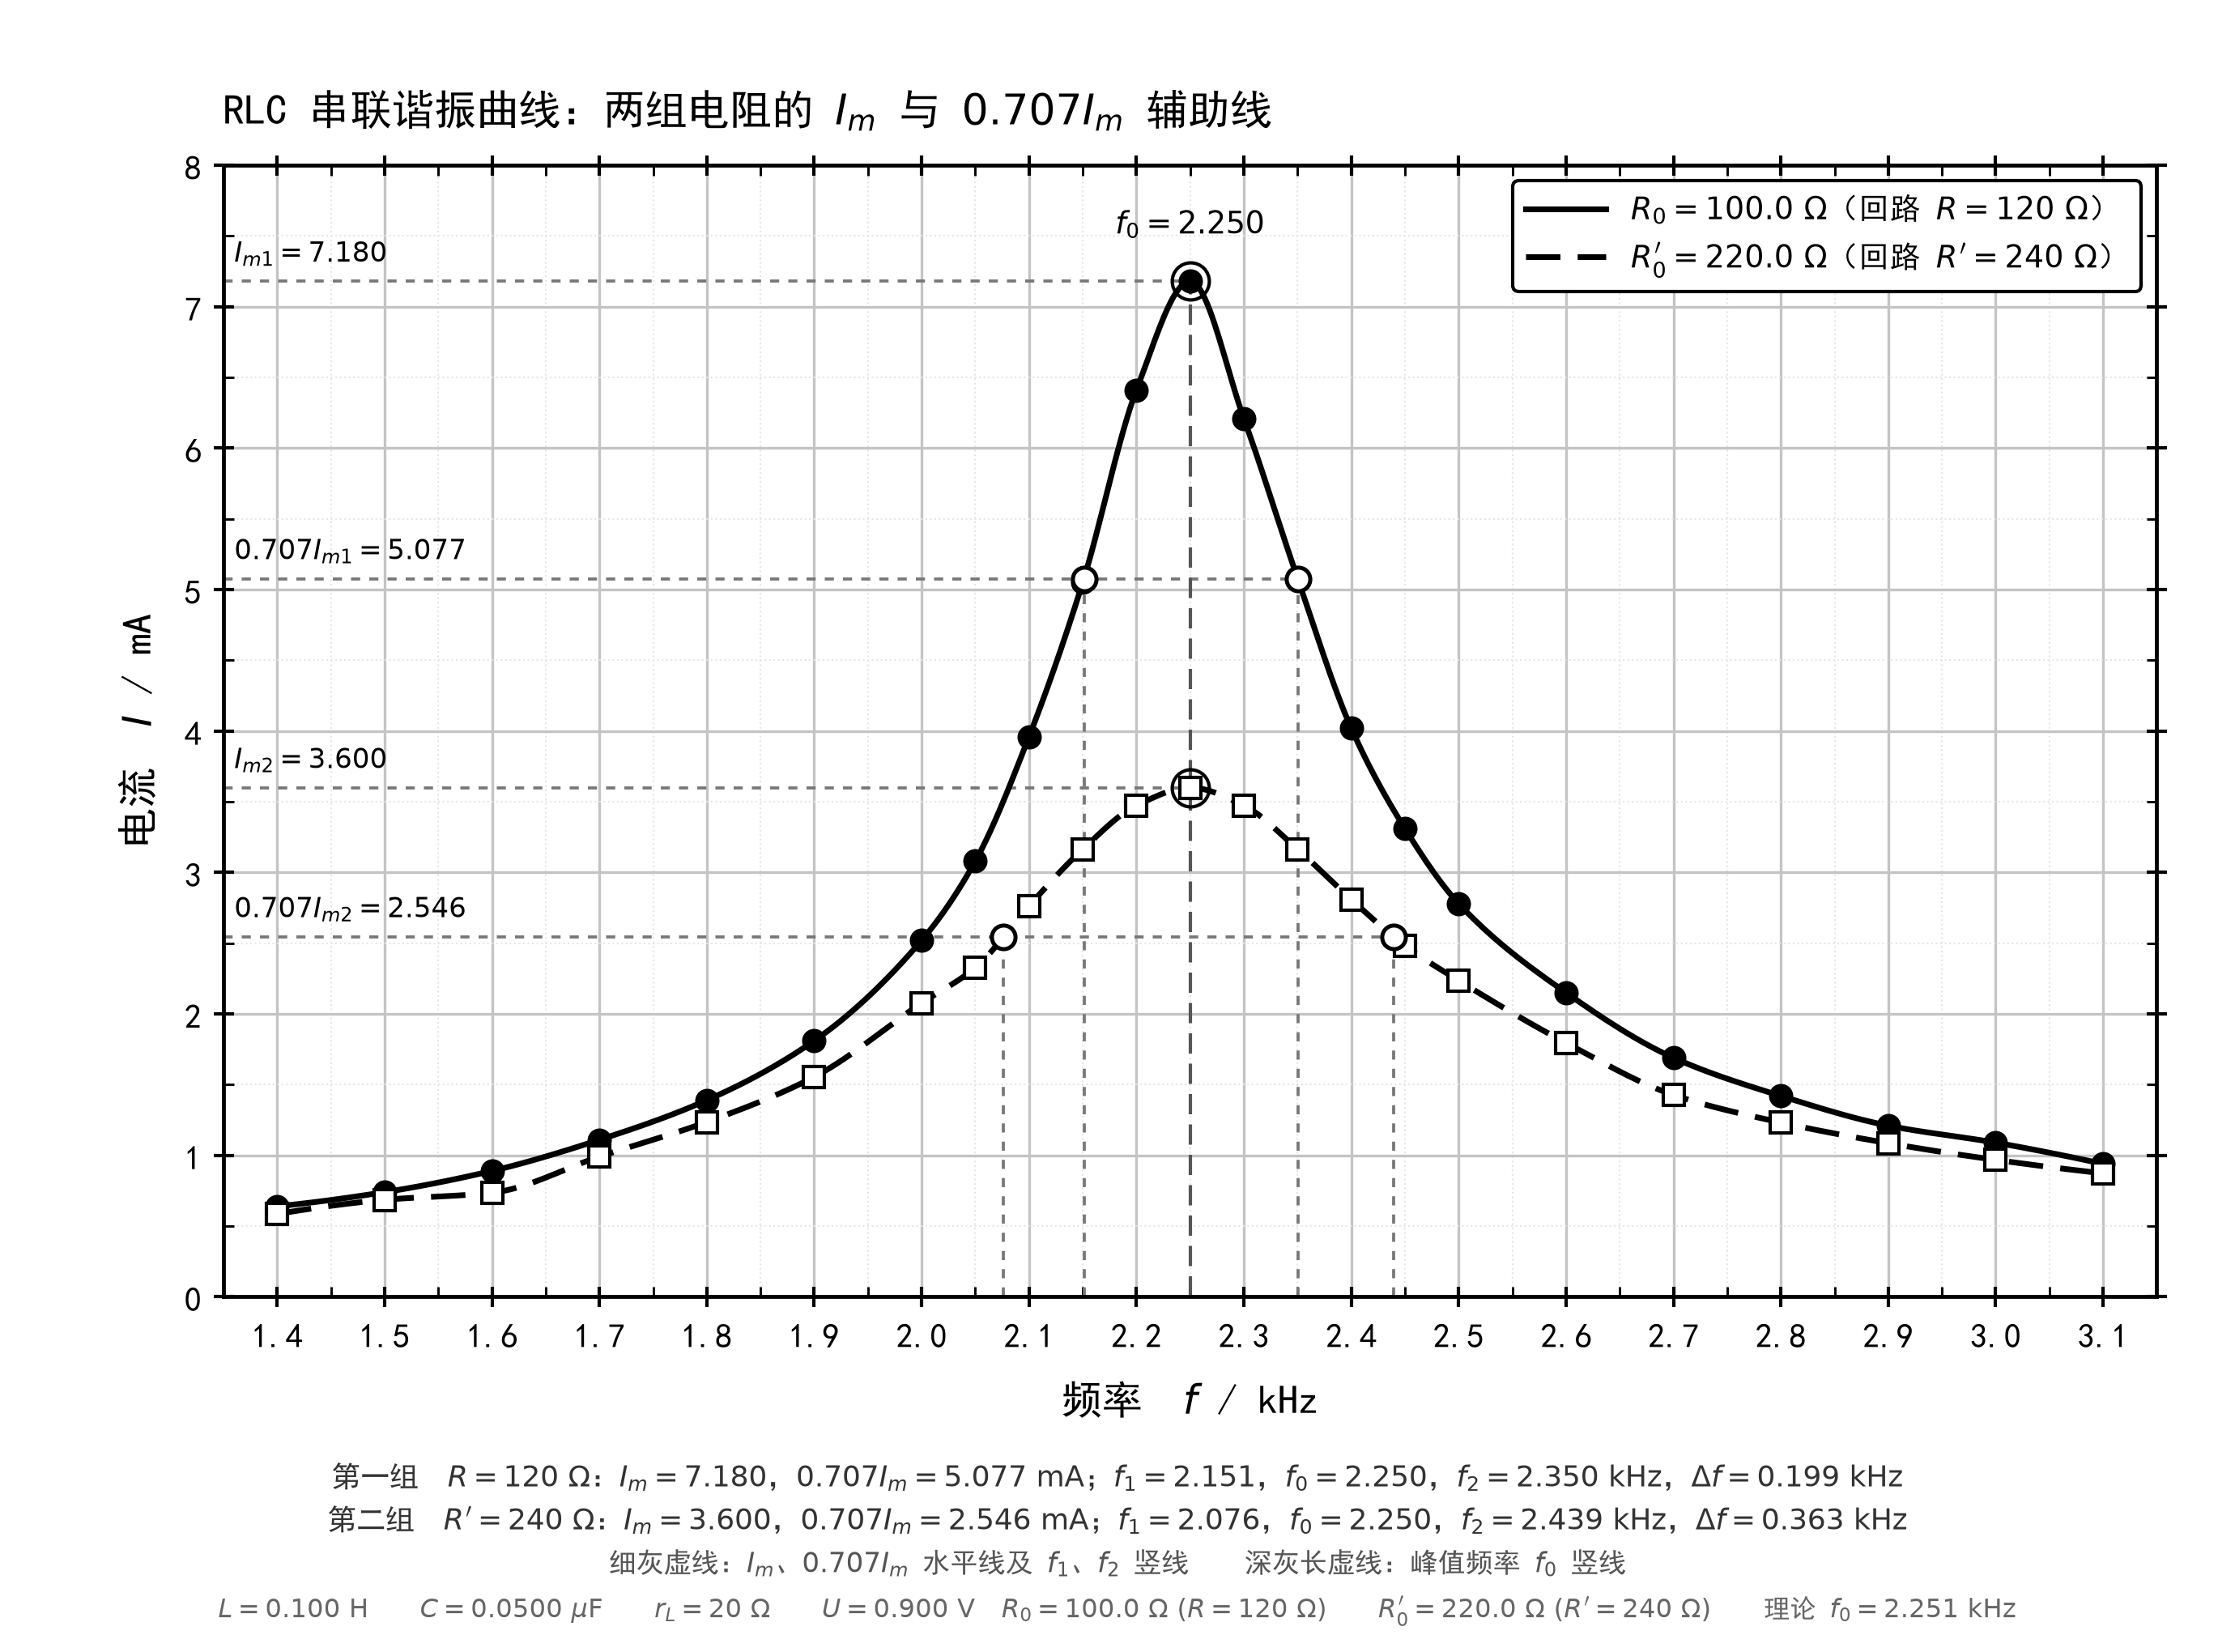 RLC 串联谐振曲线: 两组电阻的 Im 与 0.707Im 辅助线
R0 = 100.0 Ω（回路 R = 120 Ω）
R′0 = 220.0 Ω（回路 R′ = 240 Ω）
f0 = 2.250
Im1 = 7.180
0.707Im1 = 5.077
Im2 = 3.600
0.707Im2 = 2.546
8
7
6
5
4
3
2
1
0
电流 I / mA
1.4 1.5 1.6 1.7 1.8 1.9 2.0 2.1 2.2 2.3 2.4 2.5 2.6 2.7 2.8 2.9 3.0 3.1
频率 f / kHz
第一组 R = 120 Ω: Im = 7.180, 0.707Im = 5.077 mA; f1 = 2.151, f0 = 2.250, f2 = 2.350 kHz, Δf = 0.199 kHz
第二组 R′ = 240 Ω: Im = 3.600, 0.707Im = 2.546 mA; f1 = 2.076, f0 = 2.250, f2 = 2.439 kHz, Δf = 0.363 kHz
细灰虚线: Im、0.707Im 水平线及 f1、f2 竖线 深灰长虚线: 峰值频率 f0 竖线
L = 0.100 H C = 0.0500 μF rL = 20 Ω U = 0.900 V R0 = 100.0 Ω (R = 120 Ω) R′0 = 220.0 Ω (R′ = 240 Ω) 理论 f0 = 2.251 kHz